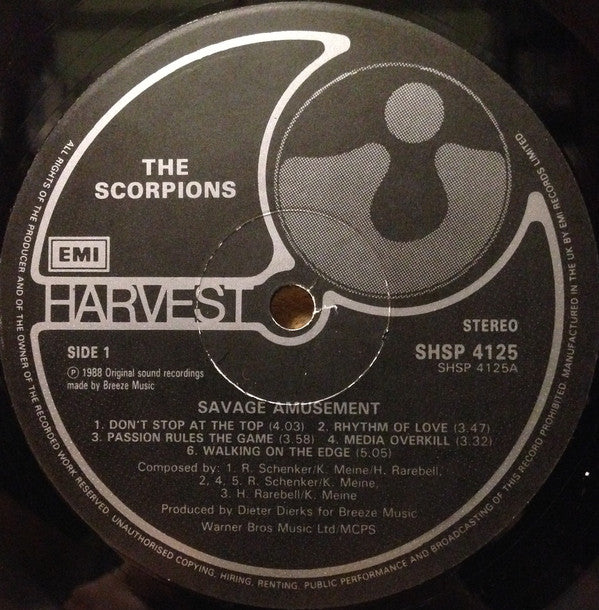 THE
SCORPIONS
EMI
HARVEST
STEREO
SIDE 1
SHSP 4125
SHSP 4125A
Ⓟ 1988 Original sound recordings
made by Breeze Music
SAVAGE AMUSEMENT
1. DON'T STOP AT THE TOP (4.03) 2. RHYTHM OF LOVE (3.47)
3. PASSION RULES THE GAME (3.58) 4. MEDIA OVERKILL (3.32)
6. WALKING ON THE EDGE (5.05)
Composed by: 1. R. Schenker/K. Meine/H. Rarebell,
2, 4, 5. R. Schenker/K. Meine,
3. H. Rarebell/K. Meine
Produced by Dieter Dierks for Breeze Music
Warner Bros Music Ltd/MCPS
ALL RIGHTS OF THE PRODUCER AND OF THE OWNER OF THE RECORDED WORK RESERVED. UNAUTHORISED COPYING, HIRING, RENTING, PUBLIC PERFORMANCE AND BROADCASTING OF THIS RECORD PROHIBITED. MANUFACTURED IN THE UK BY EMI RECORDS LIMITED